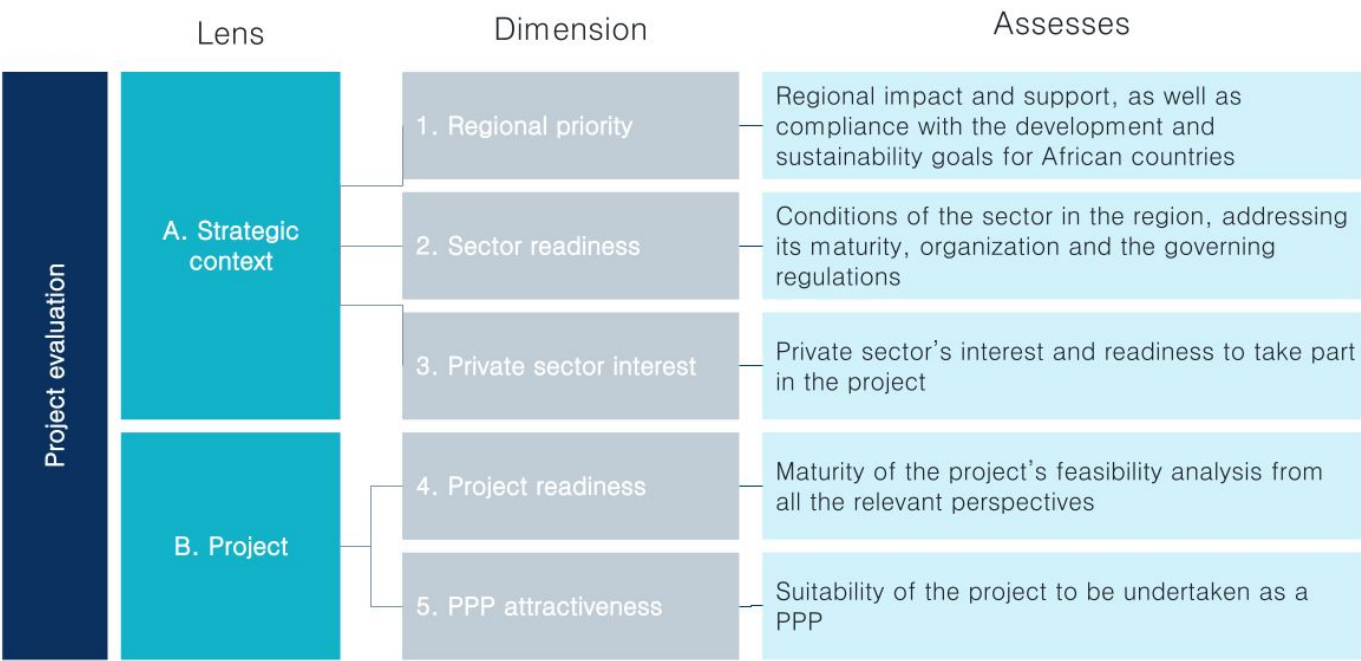 Lens
Dimension
Assesses
Project evaluation
A. Strategic
context
1. Regional priority
Regional impact and support, as well as
compliance with the development and
sustainability goals for African countries
2. Sector readiness
Conditions of the sector in the region, addressing
its maturity, organization and the governing
regulations
3. Private sector interest
Private sector's interest and readiness to take part
in the project
B. Project
4. Project readiness
Maturity of the project's feasibility analysis from
all the relevant perspectives
5. PPP attractiveness
Suitability of the project to be undertaken as a
PPP